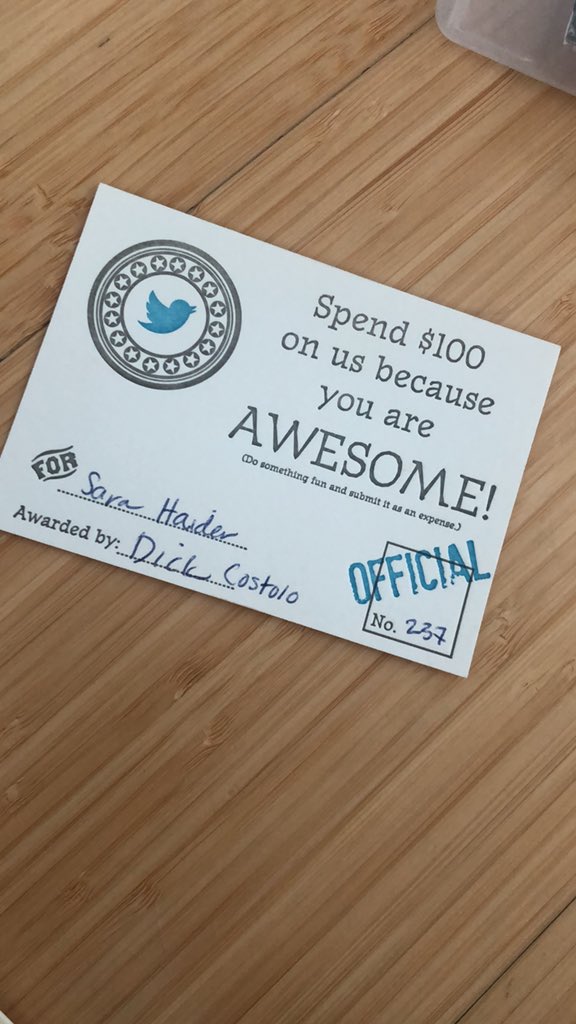 Spend $100
on us because
you are
AWESOME!
(Do something fun and submit it as an expense.)
FOR Sara Haider
Awarded by: Dick Costolo
OFFICIAL
No. 237